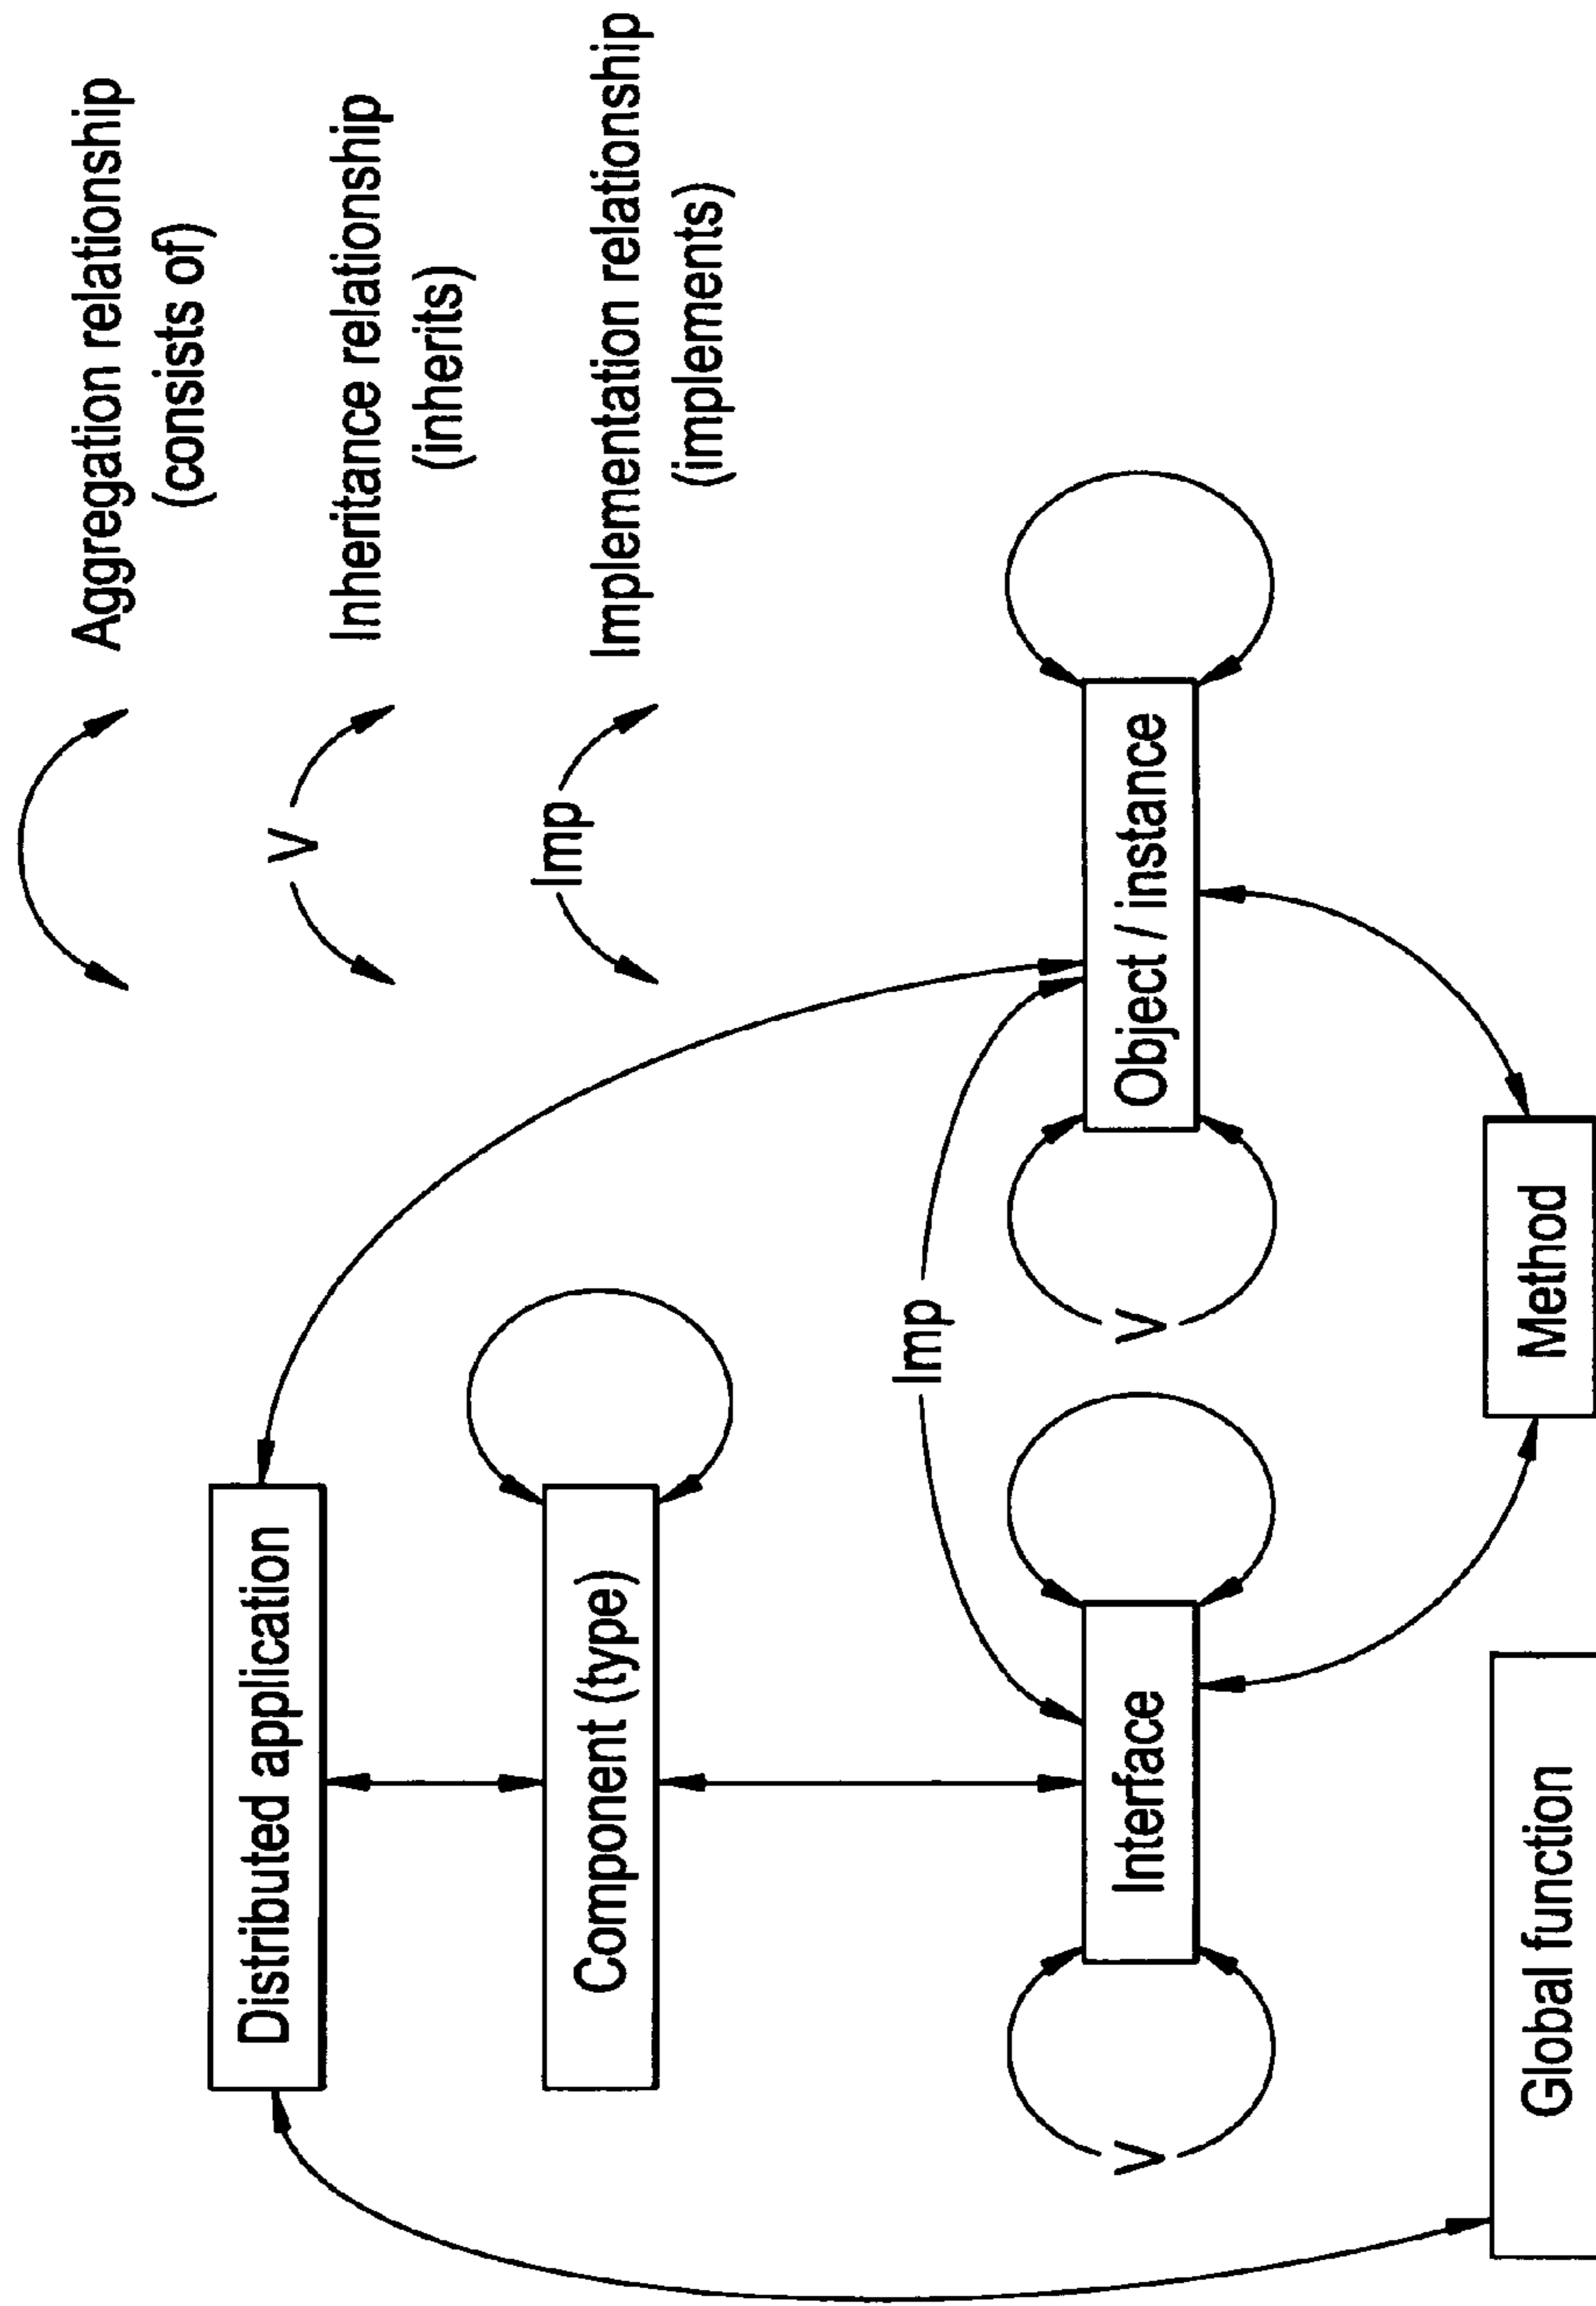 Aggregation relationship
(consists of)
V
Inheritance relationship
(inherits)
Imp
Implementation relationship
(implements)
Distributed application
Component (type)
Imp
V
Interface
V
Object / instance
Global function
Method